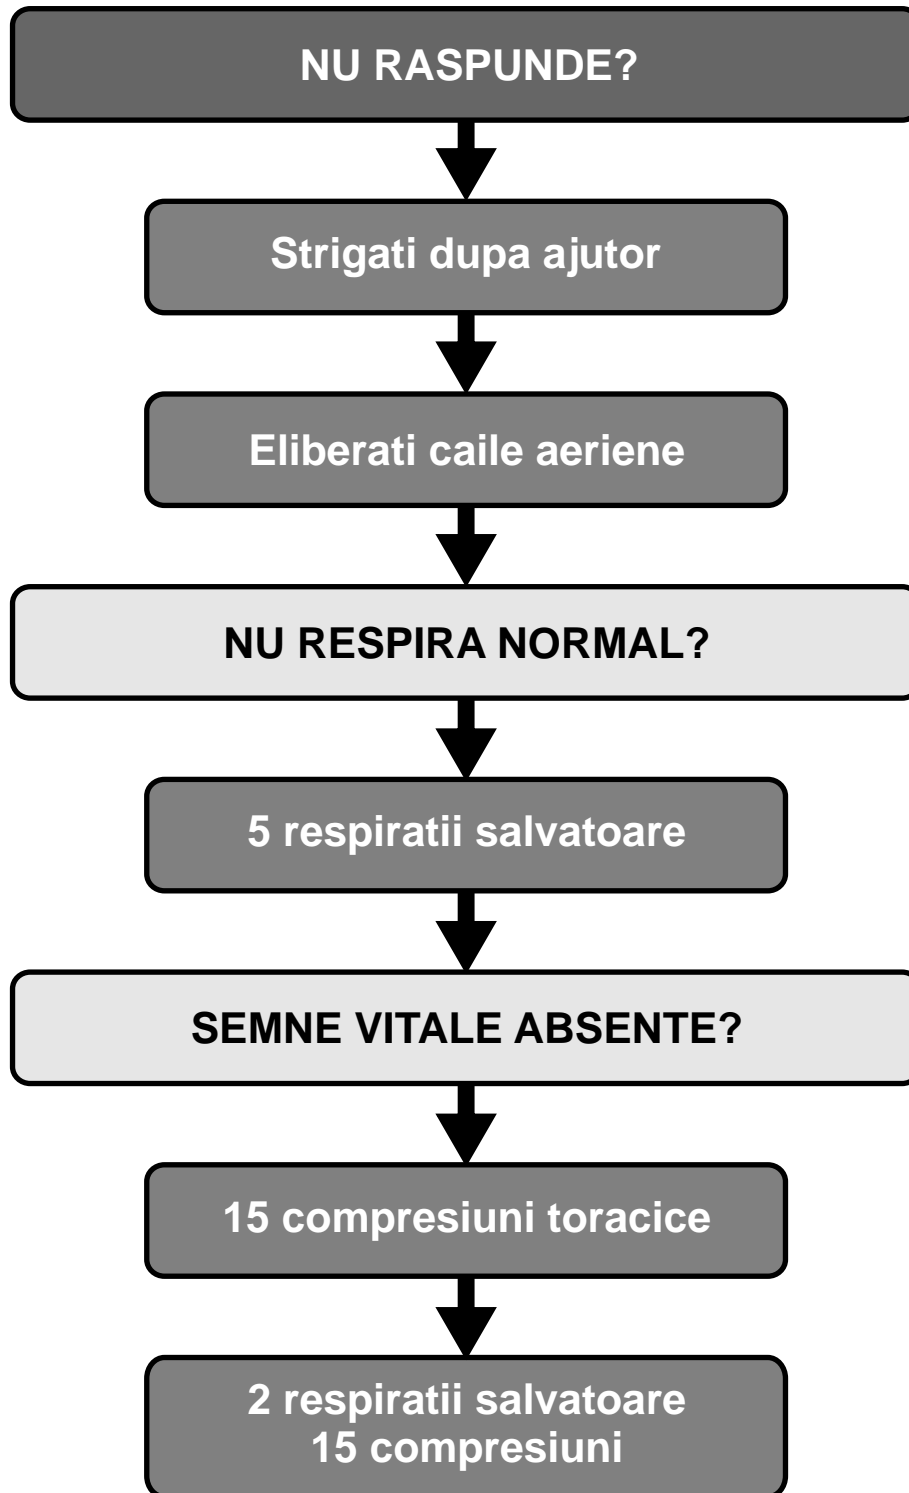 NU RASPUNDE?
Strigati dupa ajutor
Eliberati caile aeriene
NU RESPIRA NORMAL?
5 respiratii salvatoare
SEMNE VITALE ABSENTE?
15 compresiuni toracice
2 respiratii salvatoare
15 compresiuni